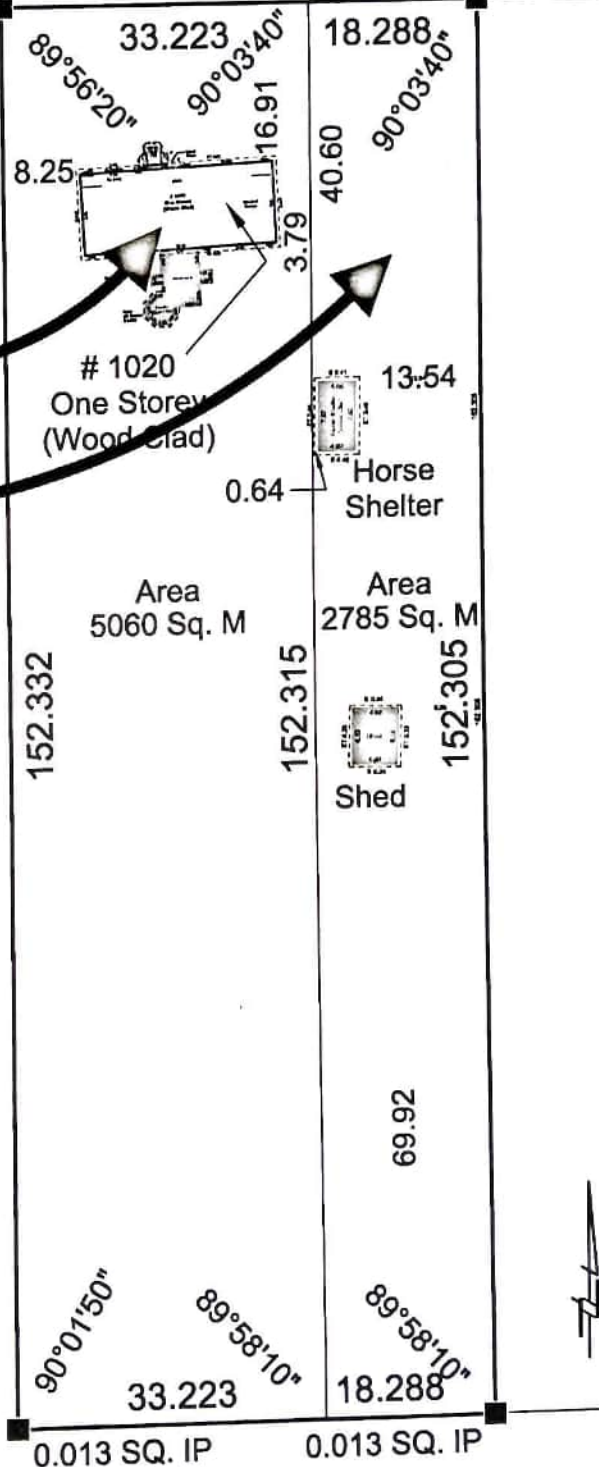 33.223
18.288
89°56'20"
90°03'40"
90°03'40"
16.91
40.60
8.25
3.79
# 1020
One Storey
(Wood Clad)
13.54
0.64
Horse
Shelter
Area
5060 Sq. M
Area
2785 Sq. M
152.332
152.315
152.305
Shed
69.92
90°01'50"
89°58'10"
89°58'10"
33.223
18.288
0.013 SQ. IP
0.013 SQ. IP